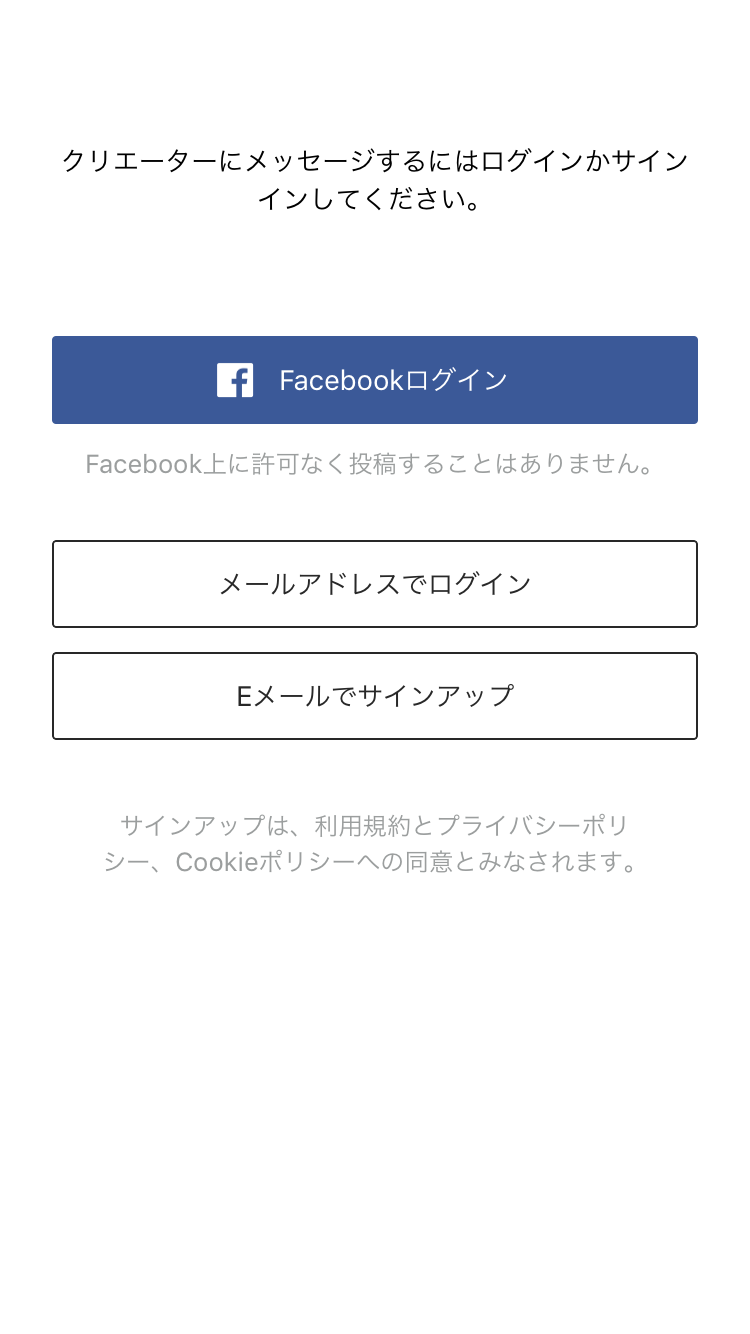 クリエーターにメッセージするにはログインかサイン
インしてください。
Facebookログイン
Facebook上に許可なく投稿することはありません。
メールアドレスでログイン
Eメールでサインアップ
サインアップは、利用規約とプライバシーポリ
シー、Cookieポリシーへの同意とみなされます。